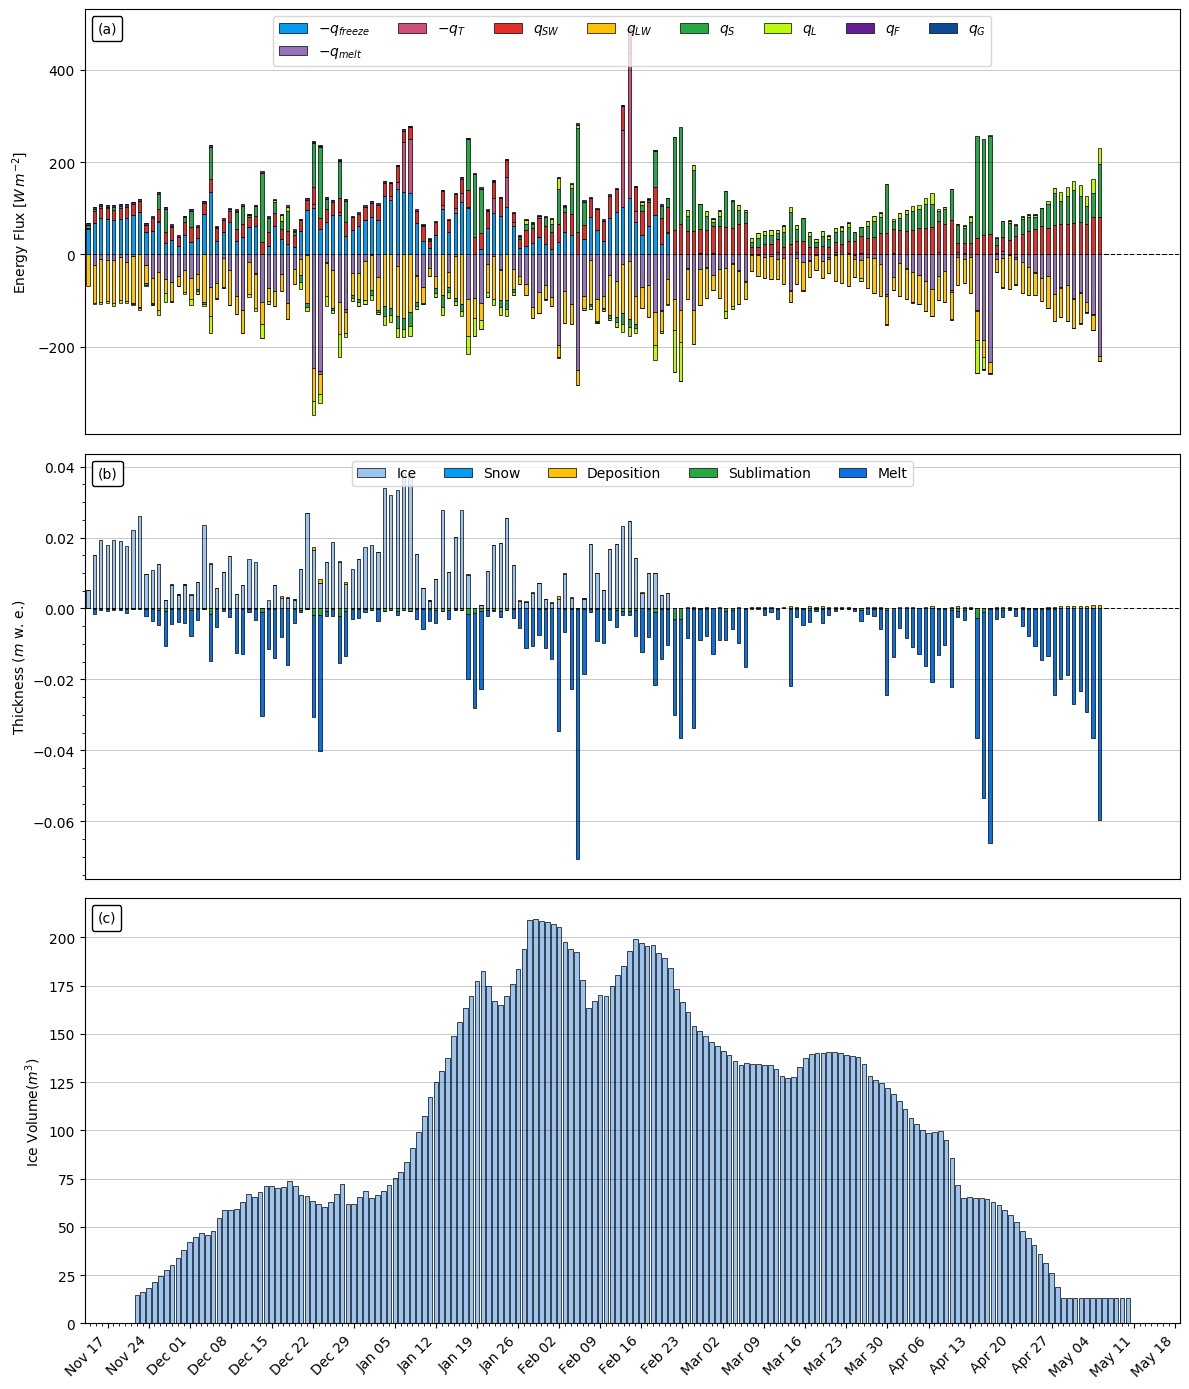 (a)
−q_freeze −q_T q_SW q_LW q_S q_L q_F q_G
−q_melt
Energy Flux [W m⁻²]
400
200
0
−200
(b)
Ice Snow Deposition Sublimation Melt
Thickness (m w. e.)
0.04
0.02
0.00
−0.02
−0.04
−0.06
(c)
Ice Volume(m³)
200
175
150
125
100
75
50
25
0
Nov 17 Nov 24 Dec 01 Dec 08 Dec 15 Dec 22 Dec 29 Jan 05 Jan 12 Jan 19 Jan 26 Feb 02 Feb 09 Feb 16 Feb 23 Mar 02 Mar 09 Mar 16 Mar 23 Mar 30 Apr 06 Apr 13 Apr 20 Apr 27 May 04 May 11 May 18